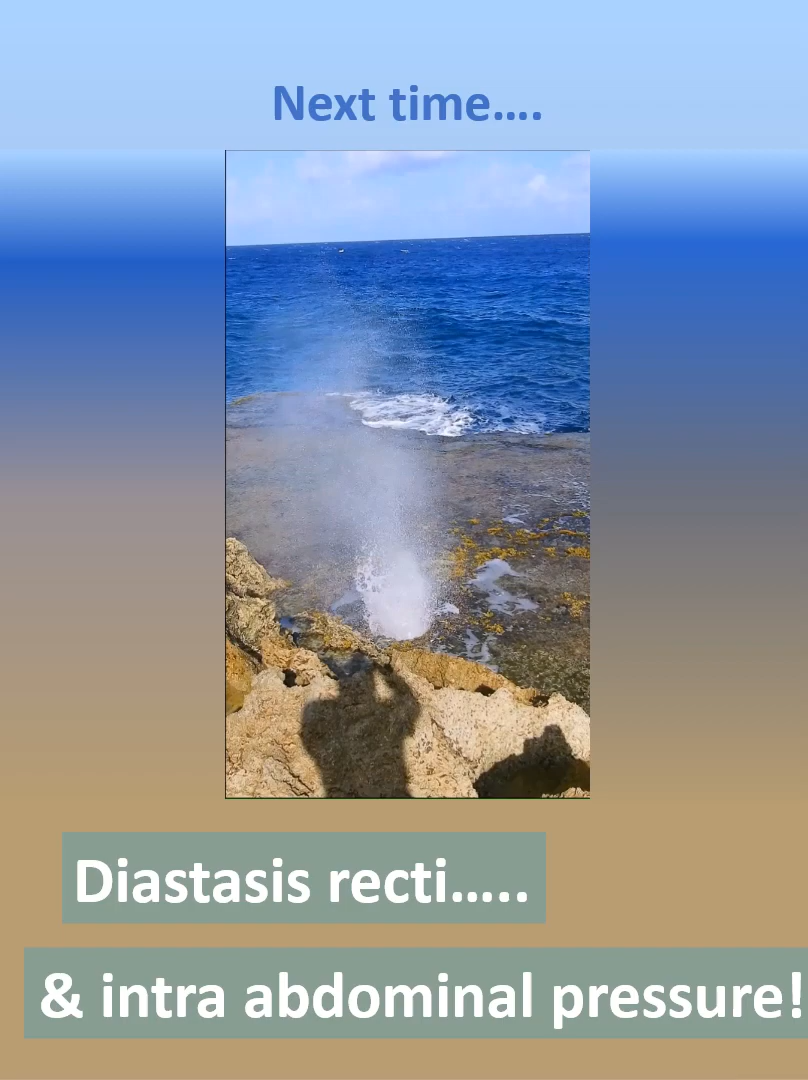 Next time....
Diastasis recti.....
& intra abdominal pressure!